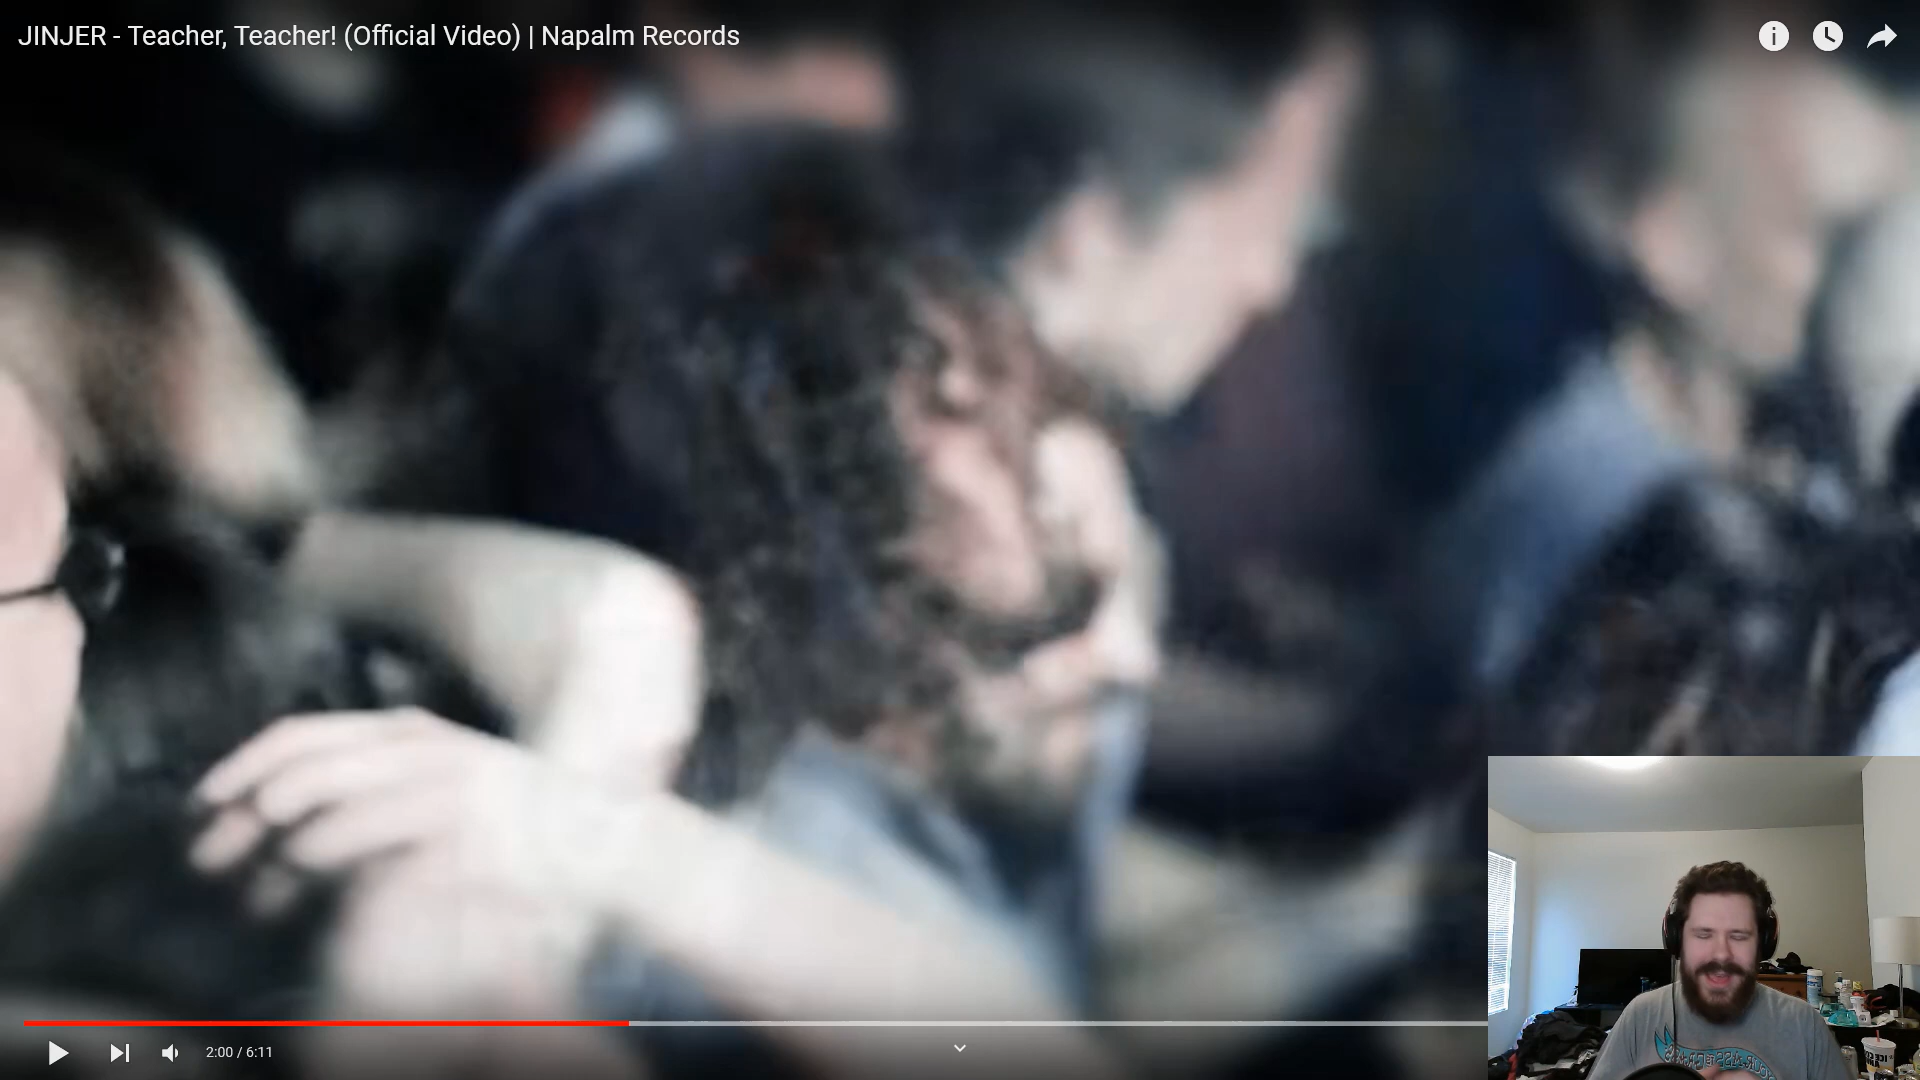 JINJER - Teacher, Teacher! (Official Video) | Napalm Records
2:00 / 6:11